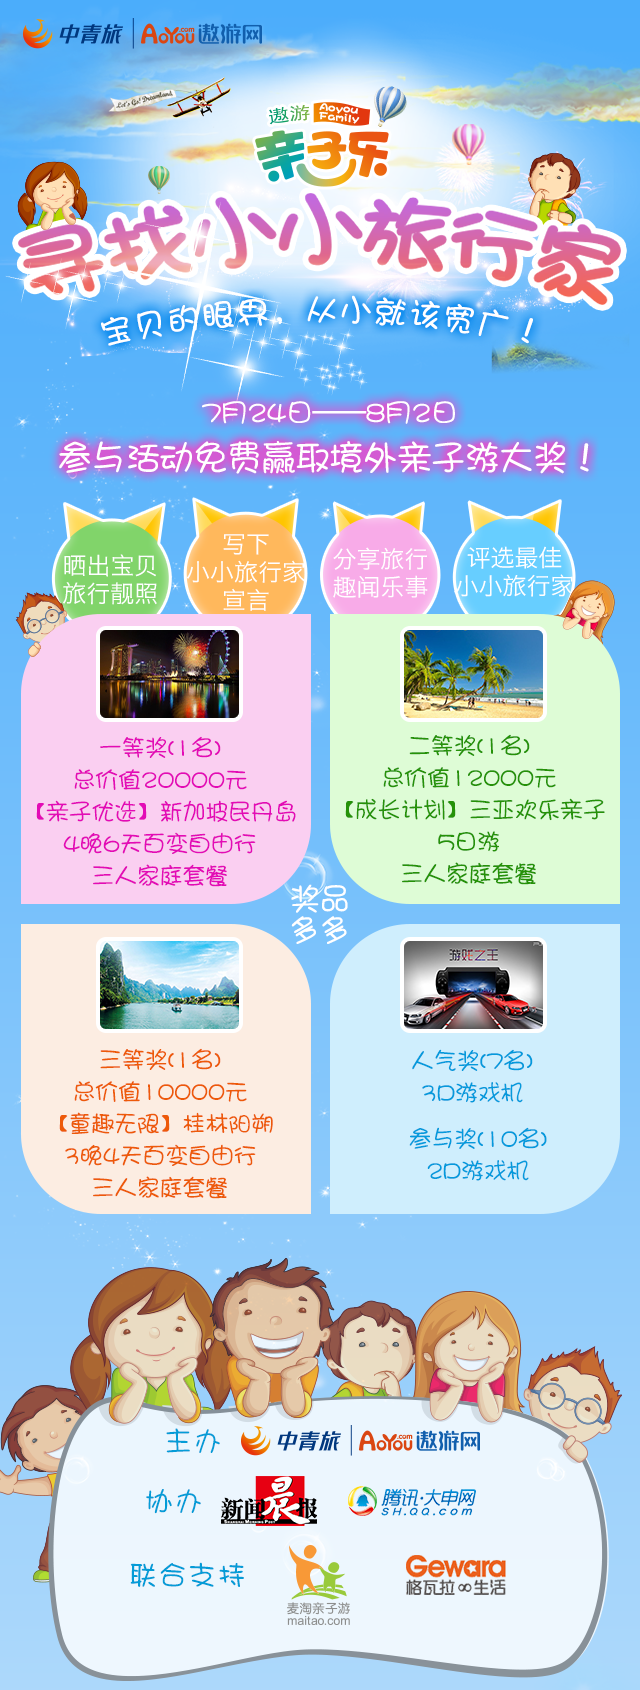 中青旅 AoYou.com 遨游网
Let's Go! Dreamland
遨游 Aoyou Family
亲子乐
寻找小小旅行家
宝贝的眼界，从小就该宽广！
7月24日——8月2日
参与活动免费赢取境外亲子游大奖！
晒出宝贝
旅行靓照
写下
小小旅行家
宣言
分享旅行
趣闻乐事
评选最佳
小小旅行家
一等奖(1名)
总价值20000元
【亲子优选】新加坡民丹岛
4晚6天百变自由行
三人家庭套餐
二等奖(1名)
总价值12000元
【成长计划】三亚欢乐亲子
5日游
三人家庭套餐
奖品
多多
三等奖(1名)
总价值10000元
【童趣无限】桂林阳朔
3晚4天百变自由行
三人家庭套餐
游戏之王
人气奖(7名)
3D游戏机
参与奖(10名)
2D游戏机
主办 中青旅 AoYou.com 遨游网
协办 新闻晨报 SHANGHAI MORNING POST 腾讯·大申网 SH.QQ.COM
联合支持 麦淘亲子游 maitao.com Gewara 格瓦拉∞生活